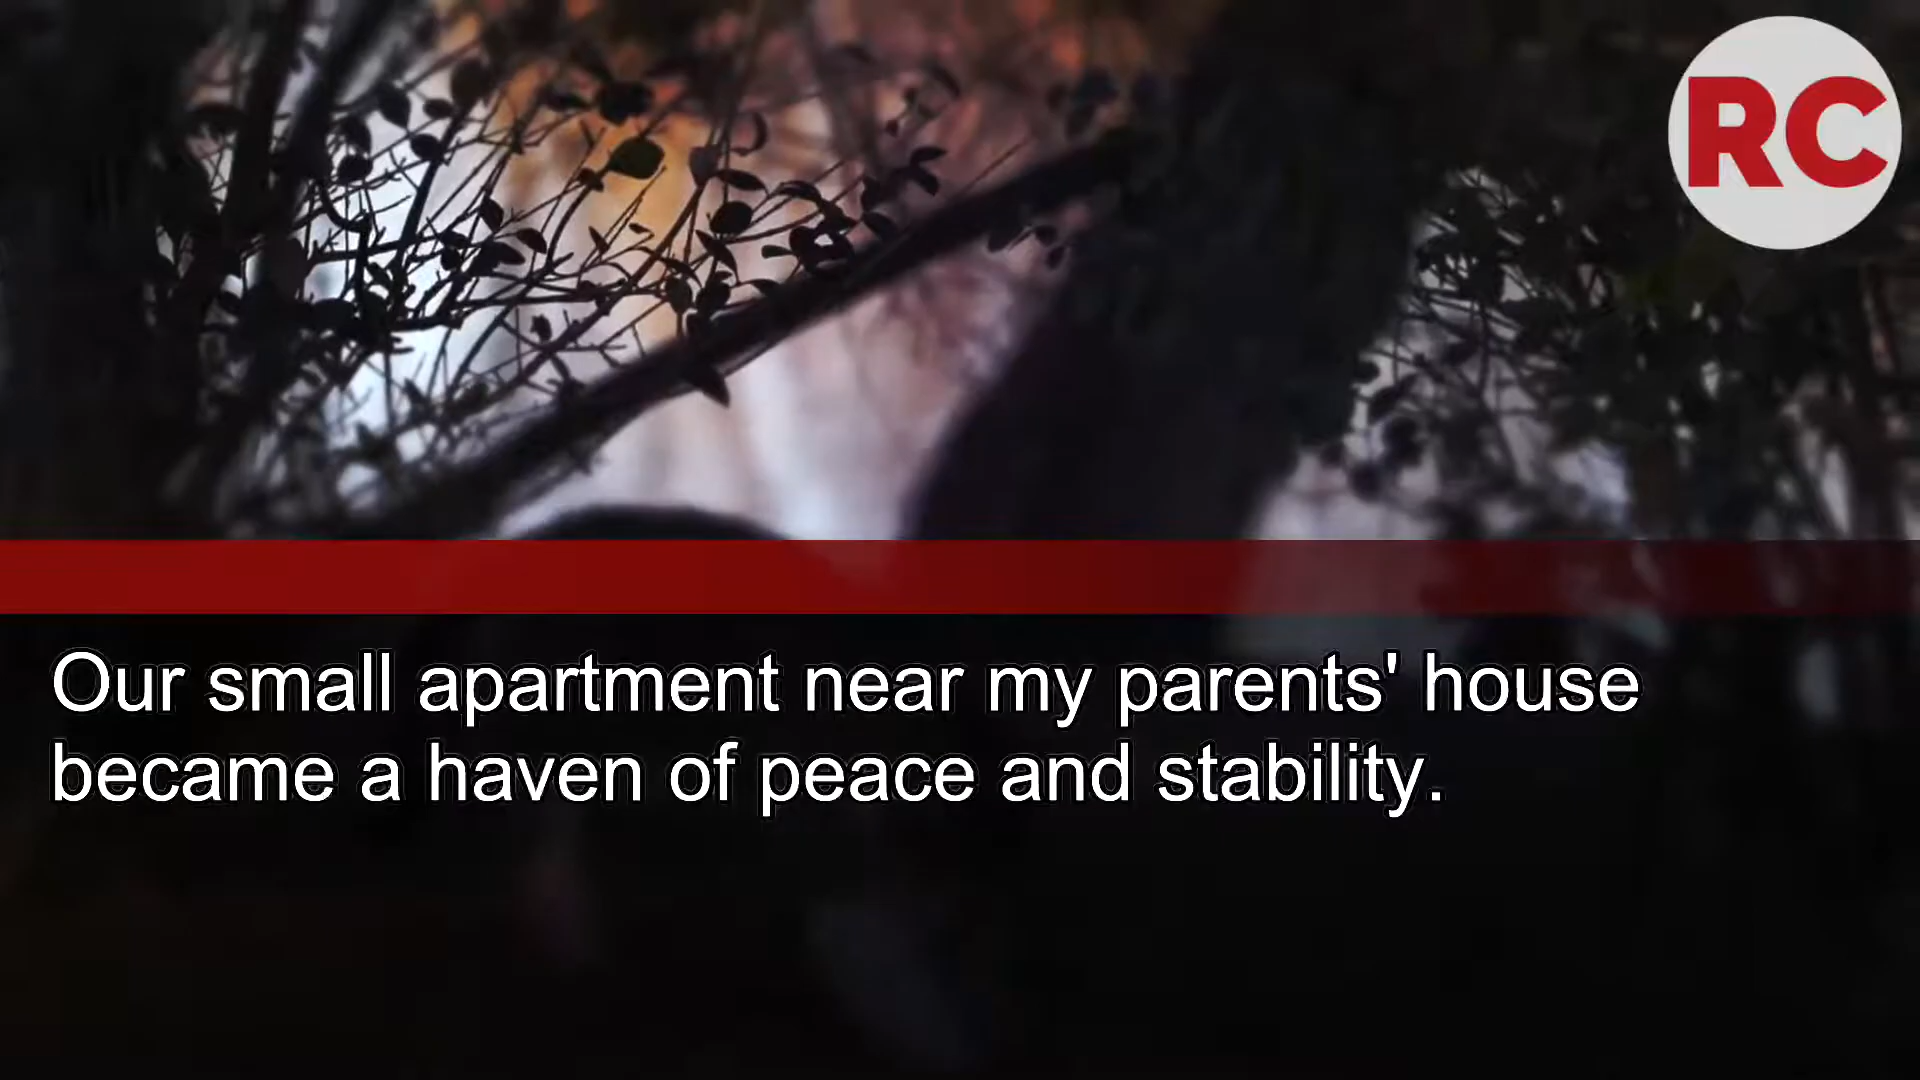 RC
Our small apartment near my parents' house
became a haven of peace and stability.